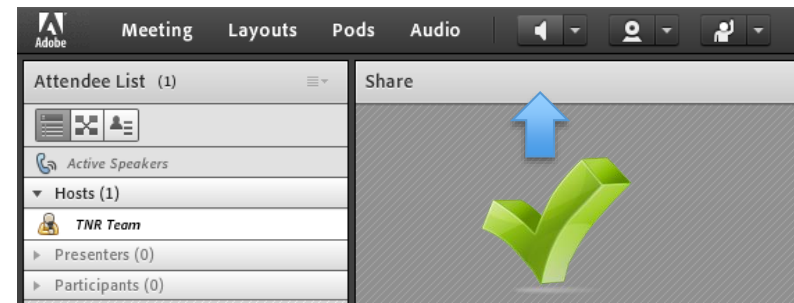 Adobe Meeting Layouts Pods Audio
Attendee List (1)
Share
Active Speakers
Hosts (1)
TNR Team
Presenters (0)
Participants (0)